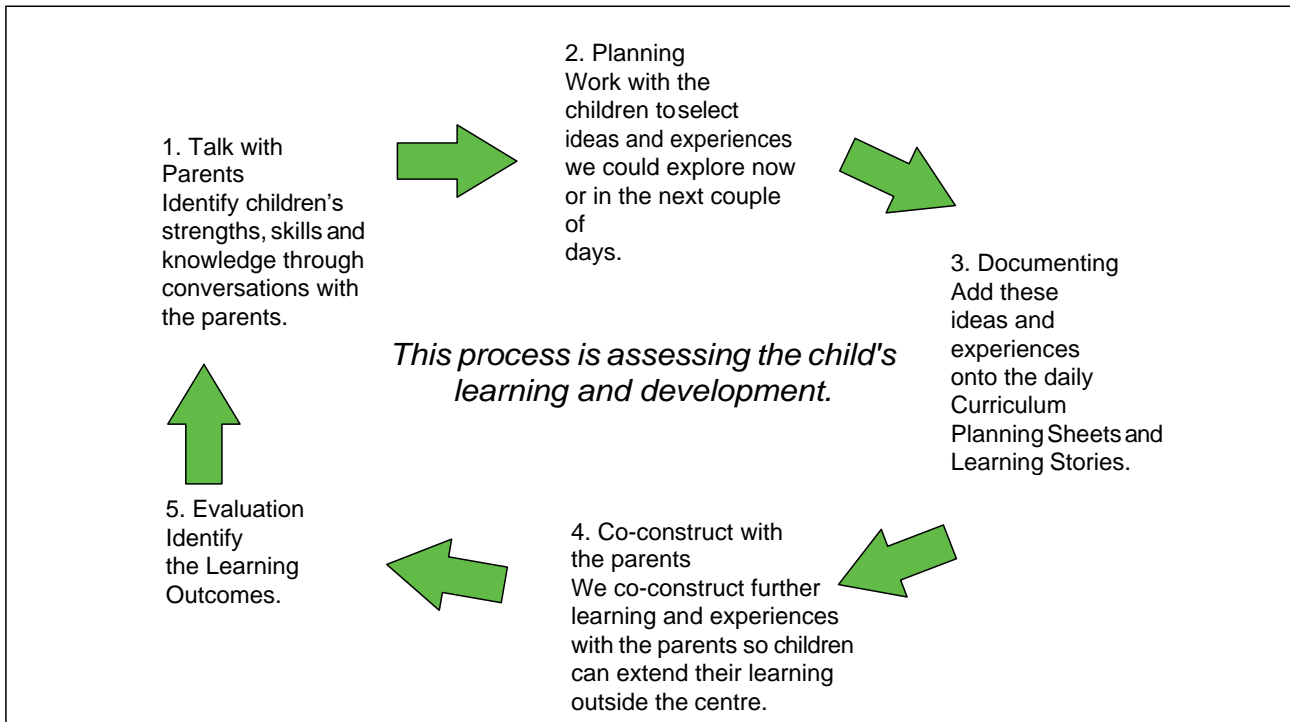 1. Talk with
Parents
Identify children’s
strengths, skills and
knowledge through
conversations with
the parents.
2. Planning
Work with the
children to select
ideas and experiences
we could explore now
or in the next couple
of
days.
3. Documenting
Add these
ideas and
experiences
onto the daily
Curriculum
Planning Sheets and
Learning Stories.
This process is assessing the child's
learning and development.
4. Co-construct with
the parents
We co-construct further
learning and experiences
with the parents so children
can extend their learning
outside the centre.
5. Evaluation
Identify
the Learning
Outcomes.